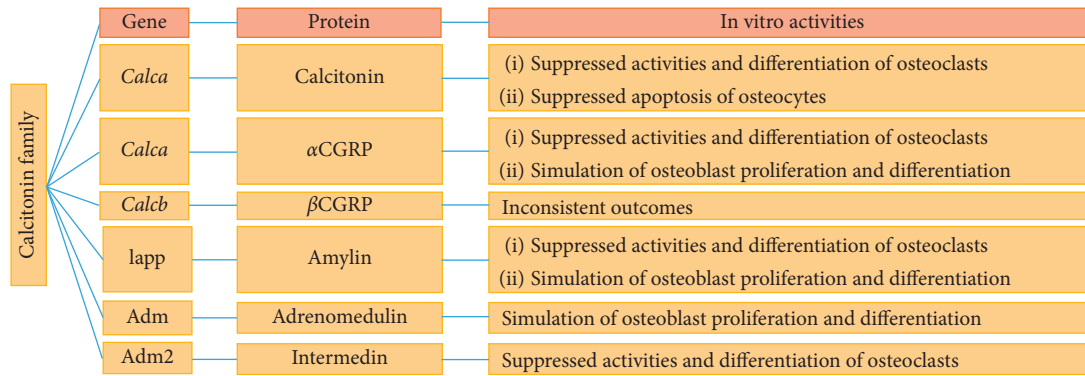 Calcitonin family
Gene
Protein
In vitro activities
Calca
Calcitonin
(i) Suppressed activities and differentiation of osteoclasts
(ii) Suppressed apoptosis of osteocytes
Calca
αCGRP
(i) Suppressed activities and differentiation of osteoclasts
(ii) Simulation of osteoblast proliferation and differentiation
Calcb
βCGRP
Inconsistent outcomes
lapp
Amylin
(i) Suppressed activities and differentiation of osteoclasts
(ii) Simulation of osteoblast proliferation and differentiation
Adm
Adrenomedulin
Simulation of osteoblast proliferation and differentiation
Adm2
Intermedin
Suppressed activities and differentiation of osteoclasts